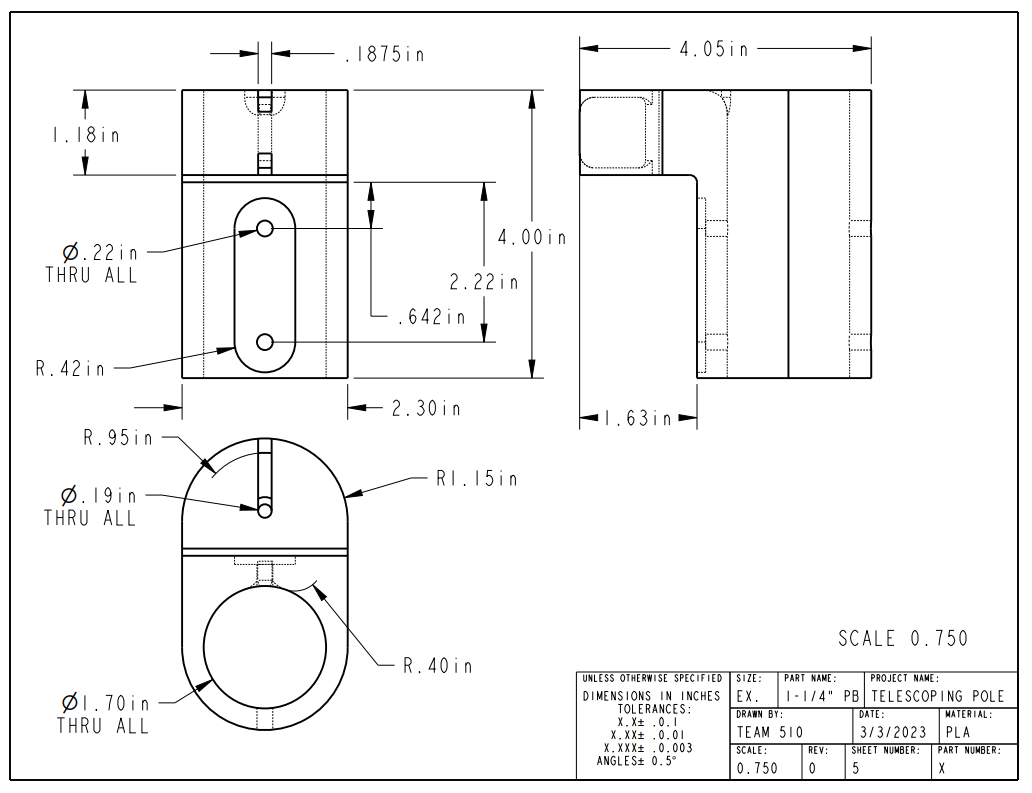 .1875in
4.05in
1.18in
Ø.22in
THRU ALL
4.00in
2.22in
.642in
R.42in
2.30in
1.63in
R.95in
R1.15in
Ø.19in
THRU ALL
SCALE 0.750
R.40in
Ø1.70in
THRU ALL
UNLESS OTHERWISE SPECIFIED
DIMENSIONS IN INCHES
TOLERANCES:
X.X± .0.1
X.XX± .0.01
X.XXX± .0.003
ANGLES± 0.5°
SIZE: PART NAME: PROJECT NAME:
EX. 1-1/4" PB TELESCOPING POLE
DRAWN BY: DATE: MATERIAL:
TEAM 510 3/3/2023 PLA
SCALE: REV: SHEET NUMBER: PART NUMBER:
0.750 0 5 X